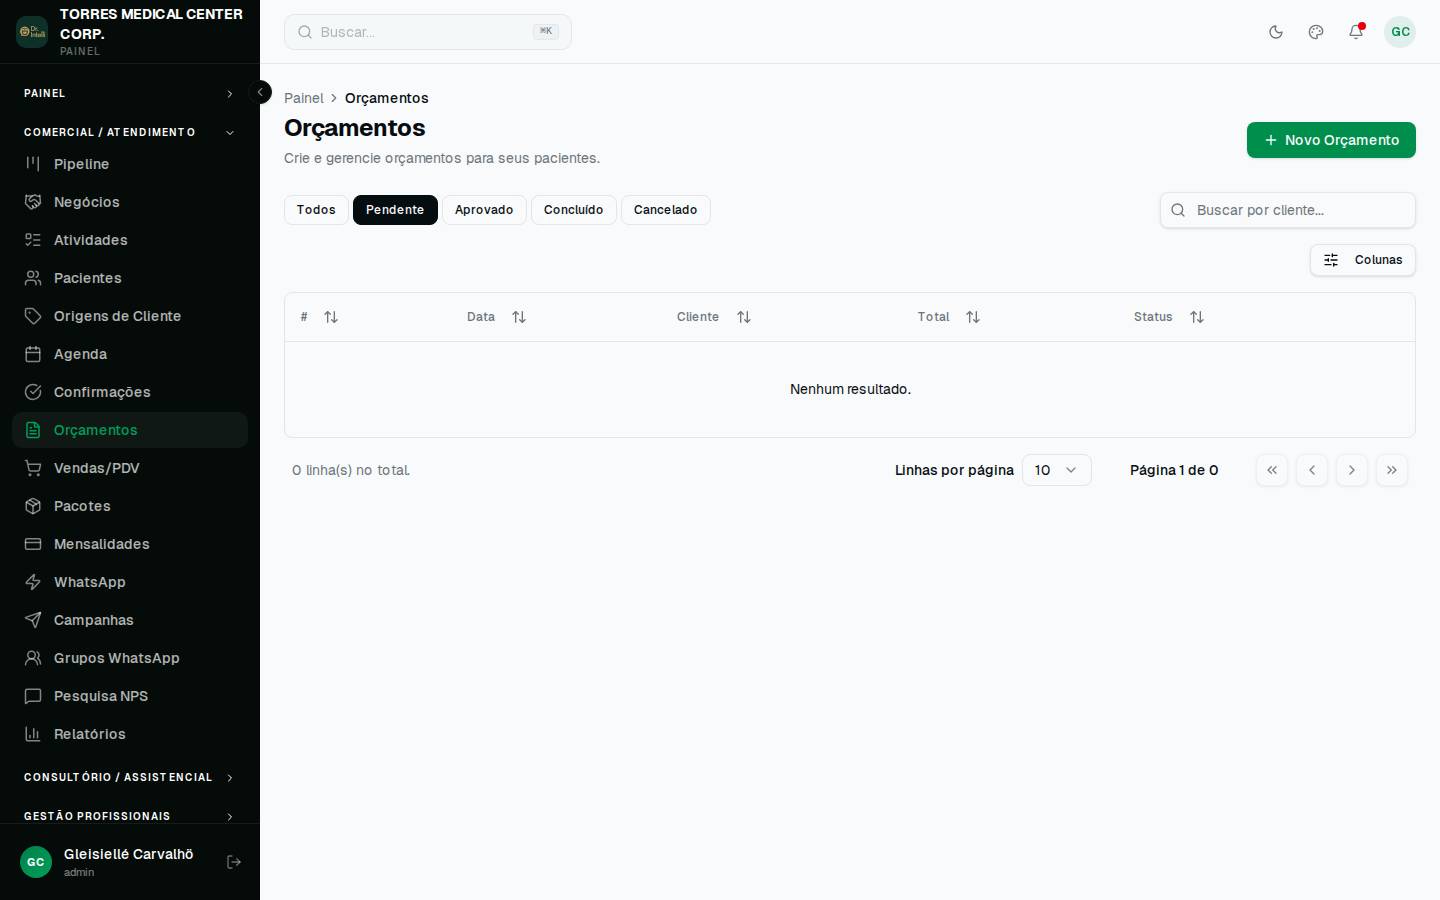 Dr.
Intelli
TORRES MEDICAL CENTER
CORP.
PAINEL
Buscar...
⌘K
GC
PAINEL
COMERCIAL / ATENDIMENTO
Pipeline
Negócios
Atividades
Pacientes
Origens de Cliente
Agenda
Confirmações
Orçamentos
Vendas/PDV
Pacotes
Mensalidades
WhatsApp
Campanhas
Grupos WhatsApp
Pesquisa NPS
Relatórios
CONSULTÓRIO / ASSISTENCIAL
GESTÃO PROFISSIONAIS
GC
Gleisiellé Carvalhö
admin
Painel > Orçamentos
Orçamentos
Crie e gerencie orçamentos para seus pacientes.
+ Novo Orçamento
Todos Pendente Aprovado Concluído Cancelado
Buscar por cliente...
Colunas
# Data Cliente Total Status
Nenhum resultado.
0 linha(s) no total.
Linhas por página 10 Página 1 de 0